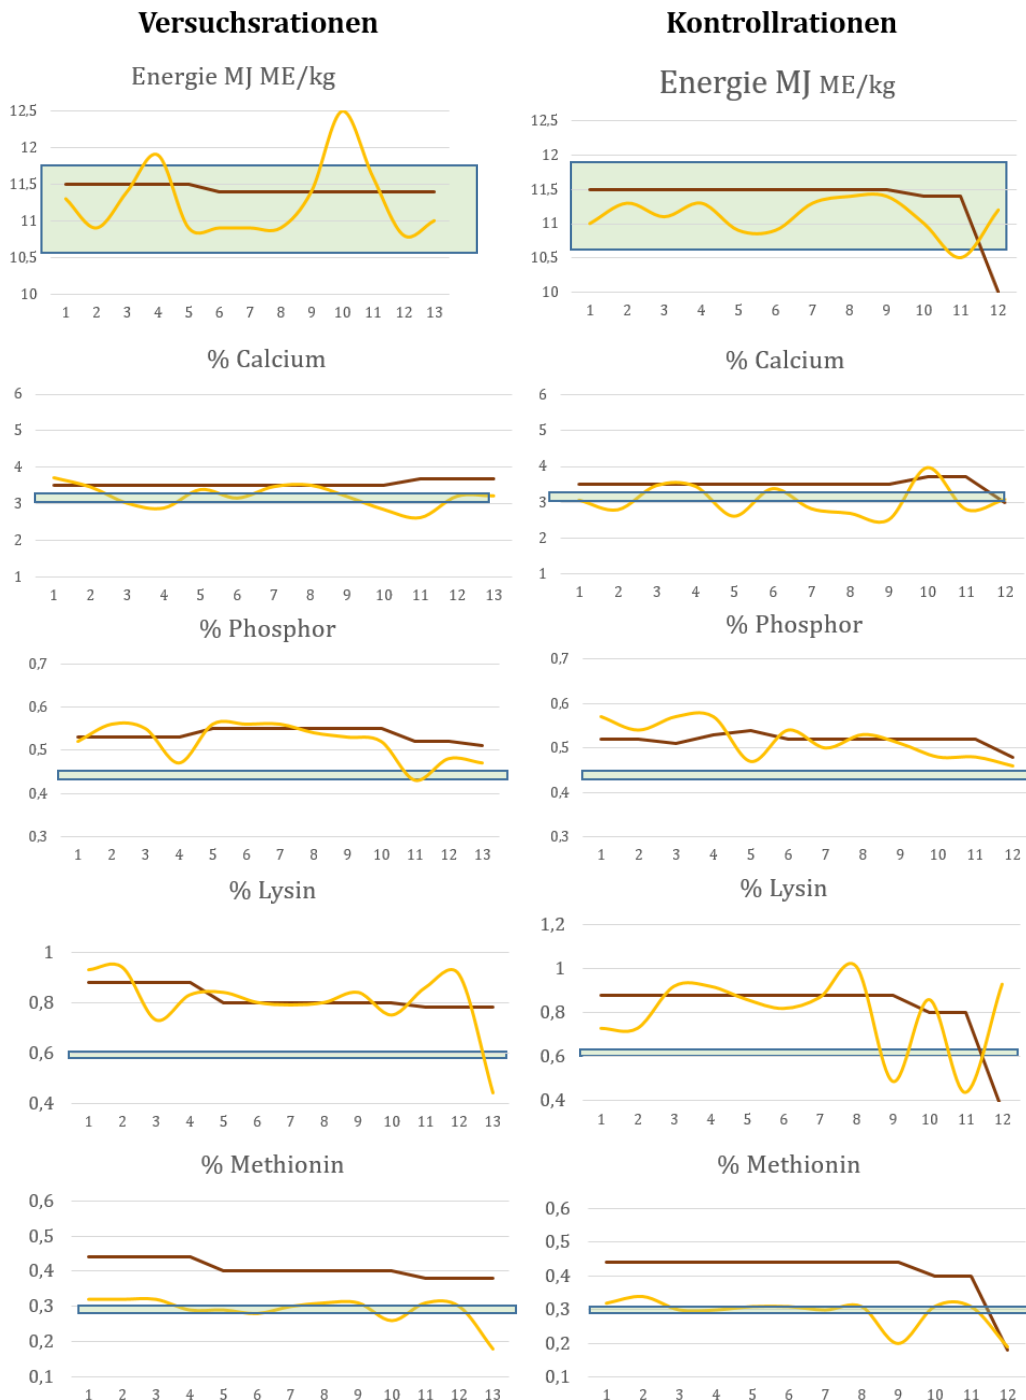 Versuchsrationen
Kontrollrationen
Energie MJ ME/kg
12,5
12
11,5
11
10,5
10
1 2 3 4 5 6 7 8 9 10 11 12 13
Energie MJ ME/kg
12,5
12
11,5
11
10,5
10
1 2 3 4 5 6 7 8 9 10 11 12
% Calcium
6
5
4
3
2
1
1 2 3 4 5 6 7 8 9 10 11 12 13
% Calcium
6
5
4
3
2
1
1 2 3 4 5 6 7 8 9 10 11 12
% Phosphor
0,7
0,6
0,5
0,4
0,3
1 2 3 4 5 6 7 8 9 10 11 12 13
% Phosphor
0,7
0,6
0,5
0,4
0,3
1 2 3 4 5 6 7 8 9 10 11 12
% Lysin
1
0,8
0,6
0,4
1 2 3 4 5 6 7 8 9 10 11 12 13
% Lysin
1,2
1
0,8
0,6
0,4
1 2 3 4 5 6 7 8 9 10 11 12
% Methionin
0,6
0,5
0,4
0,3
0,2
0,1
1 2 3 4 5 6 7 8 9 10 11 12 13
% Methionin
0,6
0,5
0,4
0,3
0,2
0,1
1 2 3 4 5 6 7 8 9 10 11 12